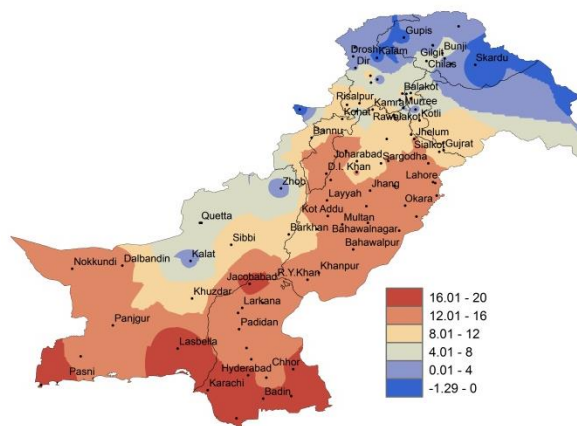 Gupis
Drosh Kalam
Gilgit Bunji
Dir
Chilas
Skardu
Balakot
Risalpur
Kamra Murree
Kohat Rawlakot Kotli
Bannu
Jhelum
Sialkot
Joharabad
Sargodha Gujrat
D.I. Khan
Zhob
Lahore
Layyah Jhang
Okara
Kot Addu
Quetta
Multan
Barkhan Bahawalnagar
Sibbi
Kalat
Bahawalpur
Nokkundi Dalbandin
Jacobabad R.Y.Khan Khanpur
Khuzdar
Larkana
Panjgur
Padidan
Lasbella
Pasni
Hyderabad Chhor
Karachi
Badin
16.01 - 20
12.01 - 16
8.01 - 12
4.01 - 8
0.01 - 4
-1.29 - 0